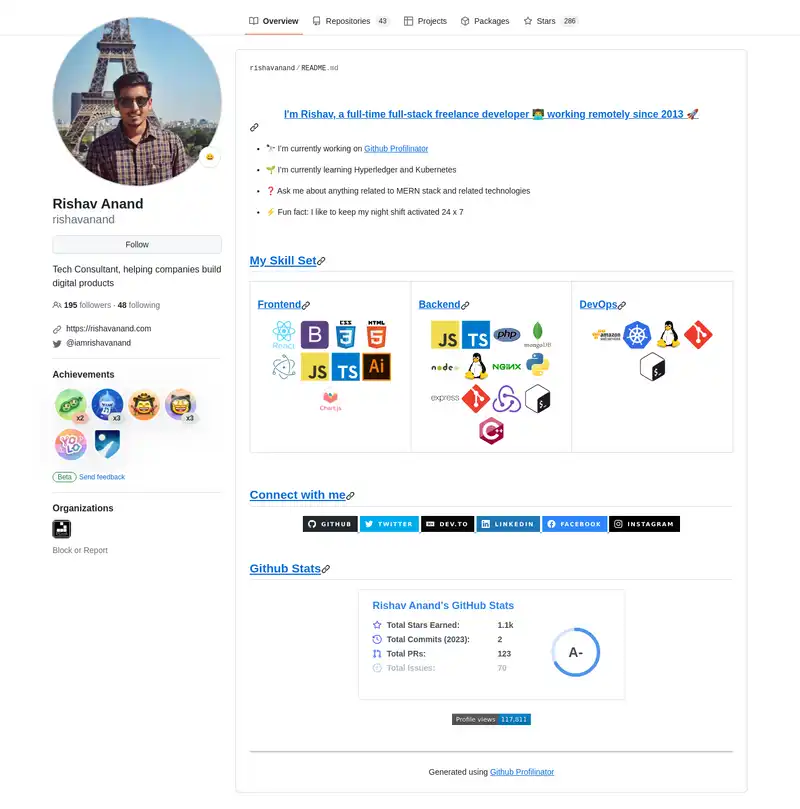 Overview
Repositories 43
Projects
Packages
Stars 286
Rishav Anand
rishavanand
Follow
Tech Consultant, helping companies build
digital products
195 followers · 48 following
https://rishavanand.com
@iamrishavanand
Achievements
x2
x3
x3
YOLO
Beta Send feedback
Organizations
Block or Report
rishavanand/README.md
I'm Rishav, a full-time full-stack freelance developer 👨‍💻 working remotely since 2013 🚀
🔭 I'm currently working on Github Profilinator
🌱 I'm currently learning Hyperledger and Kubernetes
❓ Ask me about anything related to MERN stack and related technologies
⚡ Fun fact: I like to keep my night shift activated 24 x 7
My Skill Set
Frontend
React B CSS 3 HTML 5
JS TS Ai
Chart.js
Backend
JS TS php mongoDB
node NGINX
express
C
DevOps
amazon
$_
Connect with me
GITHUB TWITTER DEV.TO LINKEDIN FACEBOOK INSTAGRAM
Github Stats
Rishav Anand's GitHub Stats
Total Stars Earned: 1.1k
Total Commits (2023): 2
Total PRs: 123
Total Issues: 70
A-
Profile views 117,811
Generated using Github Profilinator